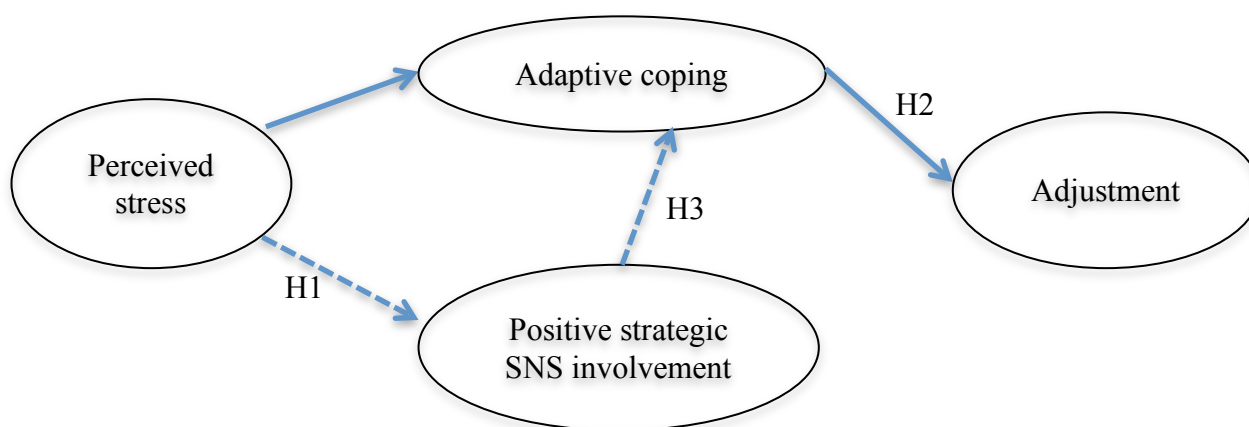 Adaptive coping
H2
Perceived
stress
Adjustment
H3
H1
Positive strategic
SNS involvement